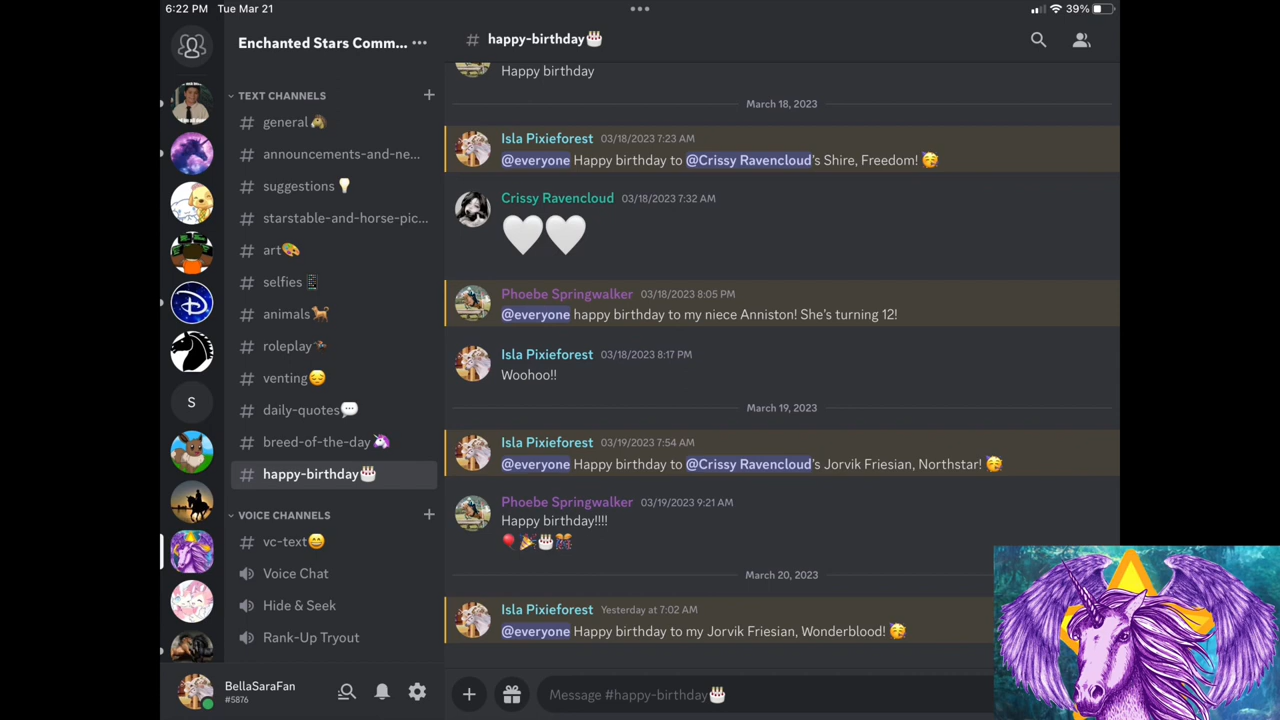 6:22 PM Tue Mar 21
39%
Enchanted Stars Comm...
TEXT CHANNELS
general
announcements-and-ne...
suggestions
starstable-and-horse-pic...
art
selfies
animals
roleplay
venting
daily-quotes
breed-of-the-day
happy-birthday
VOICE CHANNELS
vc-text
Voice Chat
Hide & Seek
Rank-Up Tryout
S
BellaSaraFan
#5876
# happy-birthday🎂
Happy birthday
March 18, 2023
Isla Pixieforest 03/18/2023 7:23 AM
@everyone Happy birthday to @Crissy Ravencloud's Shire, Freedom! 🥳
Crissy Ravencloud 03/18/2023 7:32 AM
🤍🤍
Phoebe Springwalker 03/18/2023 8:05 PM
@everyone happy birthday to my niece Anniston! She's turning 12!
Isla Pixieforest 03/18/2023 8:17 PM
Woohoo!!
March 19, 2023
Isla Pixieforest 03/19/2023 7:54 AM
@everyone Happy birthday to @Crissy Ravencloud's Jorvik Friesian, Northstar! 🥳
Phoebe Springwalker 03/19/2023 9:21 AM
Happy birthday!!!!
🎈🎉🎂🎊
March 20, 2023
Isla Pixieforest Yesterday at 7:02 AM
@everyone Happy birthday to my Jorvik Friesian, Wonderblood! 🥳
Message #happy-birthday🎂